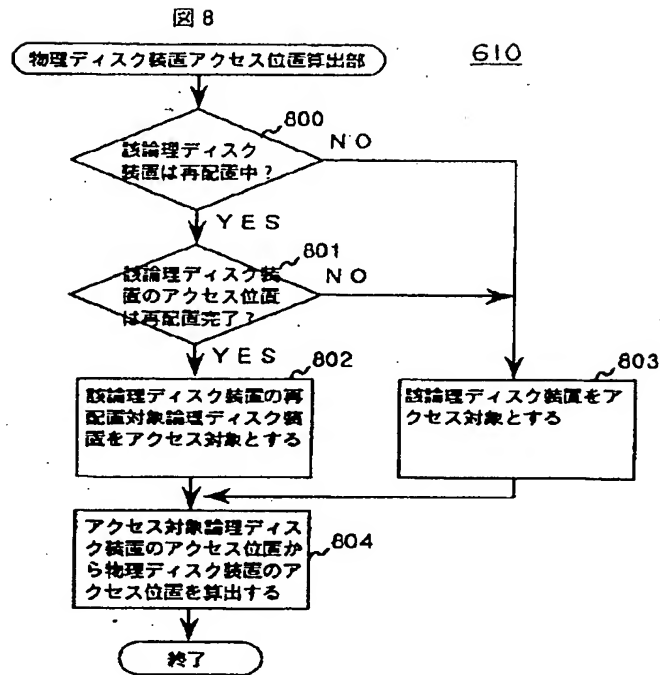 図8
物理ディスク装置アクセス位置算出部
610
800
該論理ディスク
装置は再配置中?
NO
YES
801
該論理ディスク装
置のアクセス位置
は再配置完了?
NO
YES
802
該論理ディスク装置の再
配置対象論理ディスク装
置をアクセス対象とする
803
該論理ディスク装置をア
クセス対象とする
アクセス対象論理ディス
ク装置のアクセス位置か
ら物理ディスク装置のア
クセス位置を算出する
804
終了